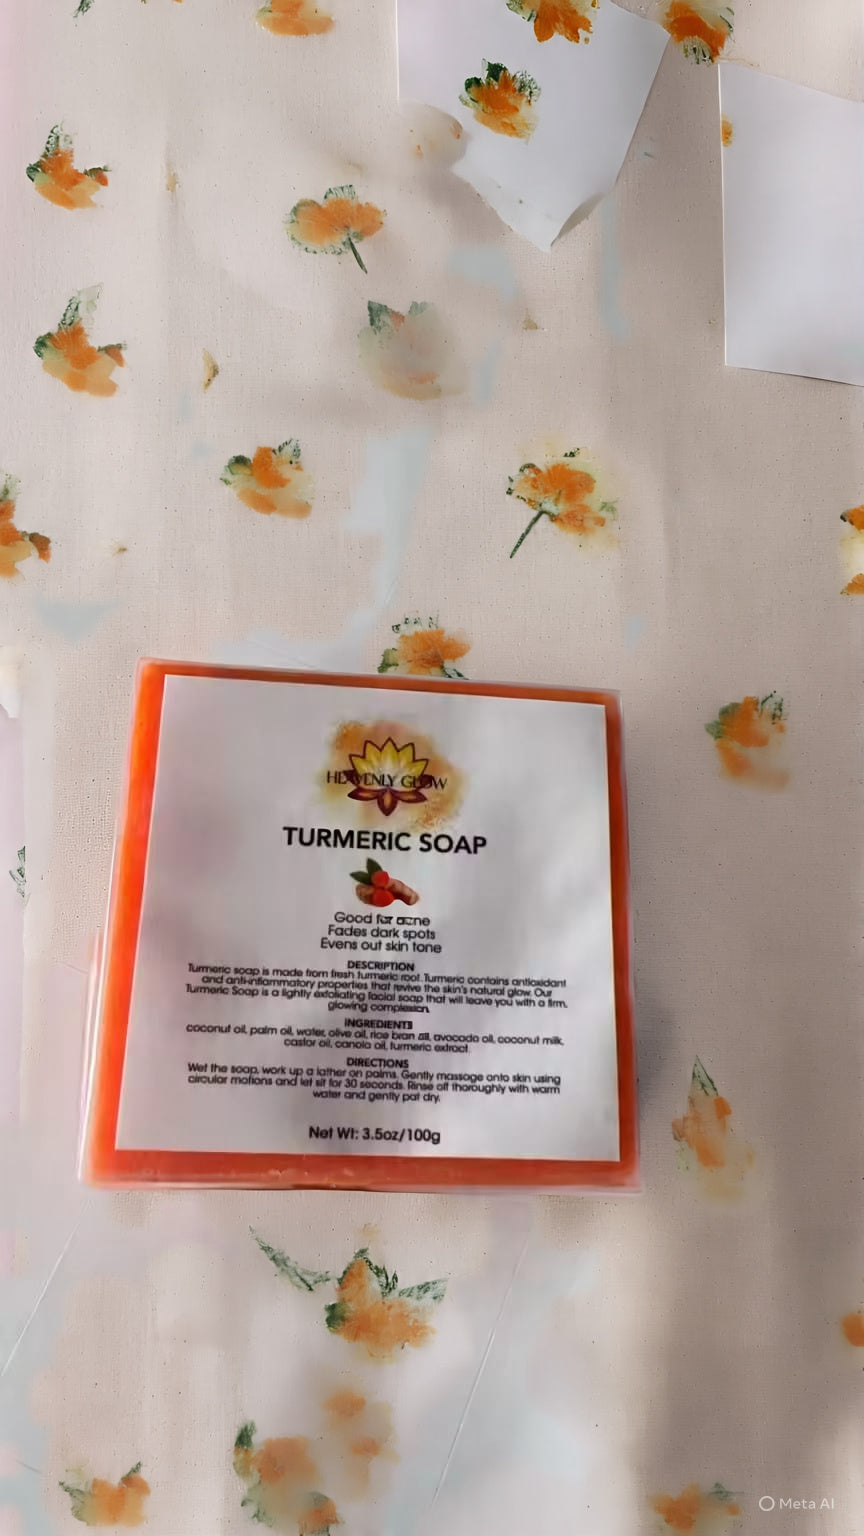 HEAVENLY GLOW
TURMERIC SOAP
Good for acne
Fades dark spots
Evens out skin tone
DESCRIPTION
Turmeric soap is made from fresh turmeric root. Turmeric contains antioxidant
and anti-inflammatory properties that revive the skin's natural glow. Our
Turmeric Soap is a lightly exfoliating facial soap that will leave you with a firm,
glowing complexion.
INGREDIENTS
coconut oil, palm oil, water, olive oil, rice bran oil, avocado oil, coconut milk,
castor oil, canola oil, turmeric extract
DIRECTIONS
Wet the soap, work up a lather on palms. Gently massage onto skin using
circular motions and let sit for 30 seconds. Rinse off thoroughly with warm
water and gently pat dry.
Net Wt: 3.5oz/100g
Meta AI